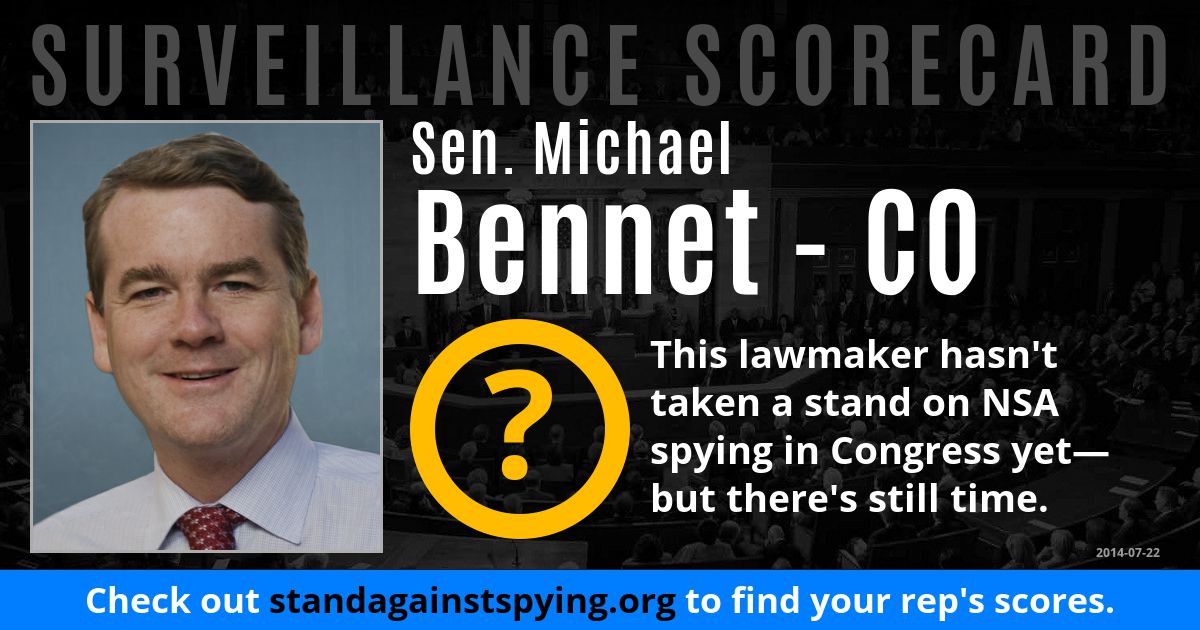 SURVEILLANCE SCORECARD
Sen. Michael
Bennet - CO
?
This lawmaker hasn't
taken a stand on NSA
spying in Congress yet—
but there's still time.
2014-07-22
Check out standagainstspying.org to find your rep's scores.